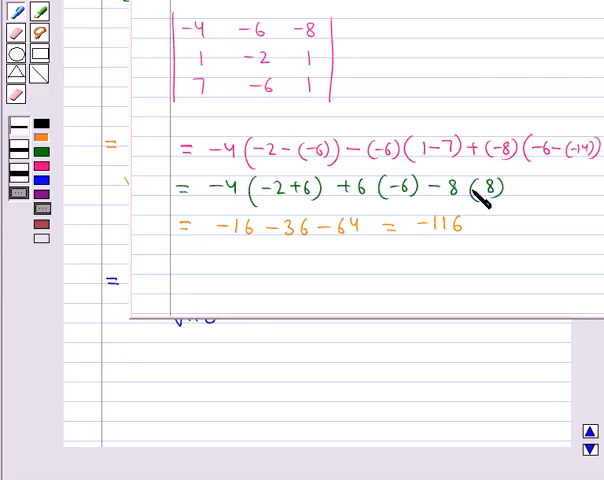 -4 -6 -8
1 -2 1
7 -6 1
= = -4(-2-(-6)) -(-6)(1-7) +(-8)(-6-(-14))
= -4(-2+6) +6(-6) -8(8)
= -16 -36 -64 = -116
=